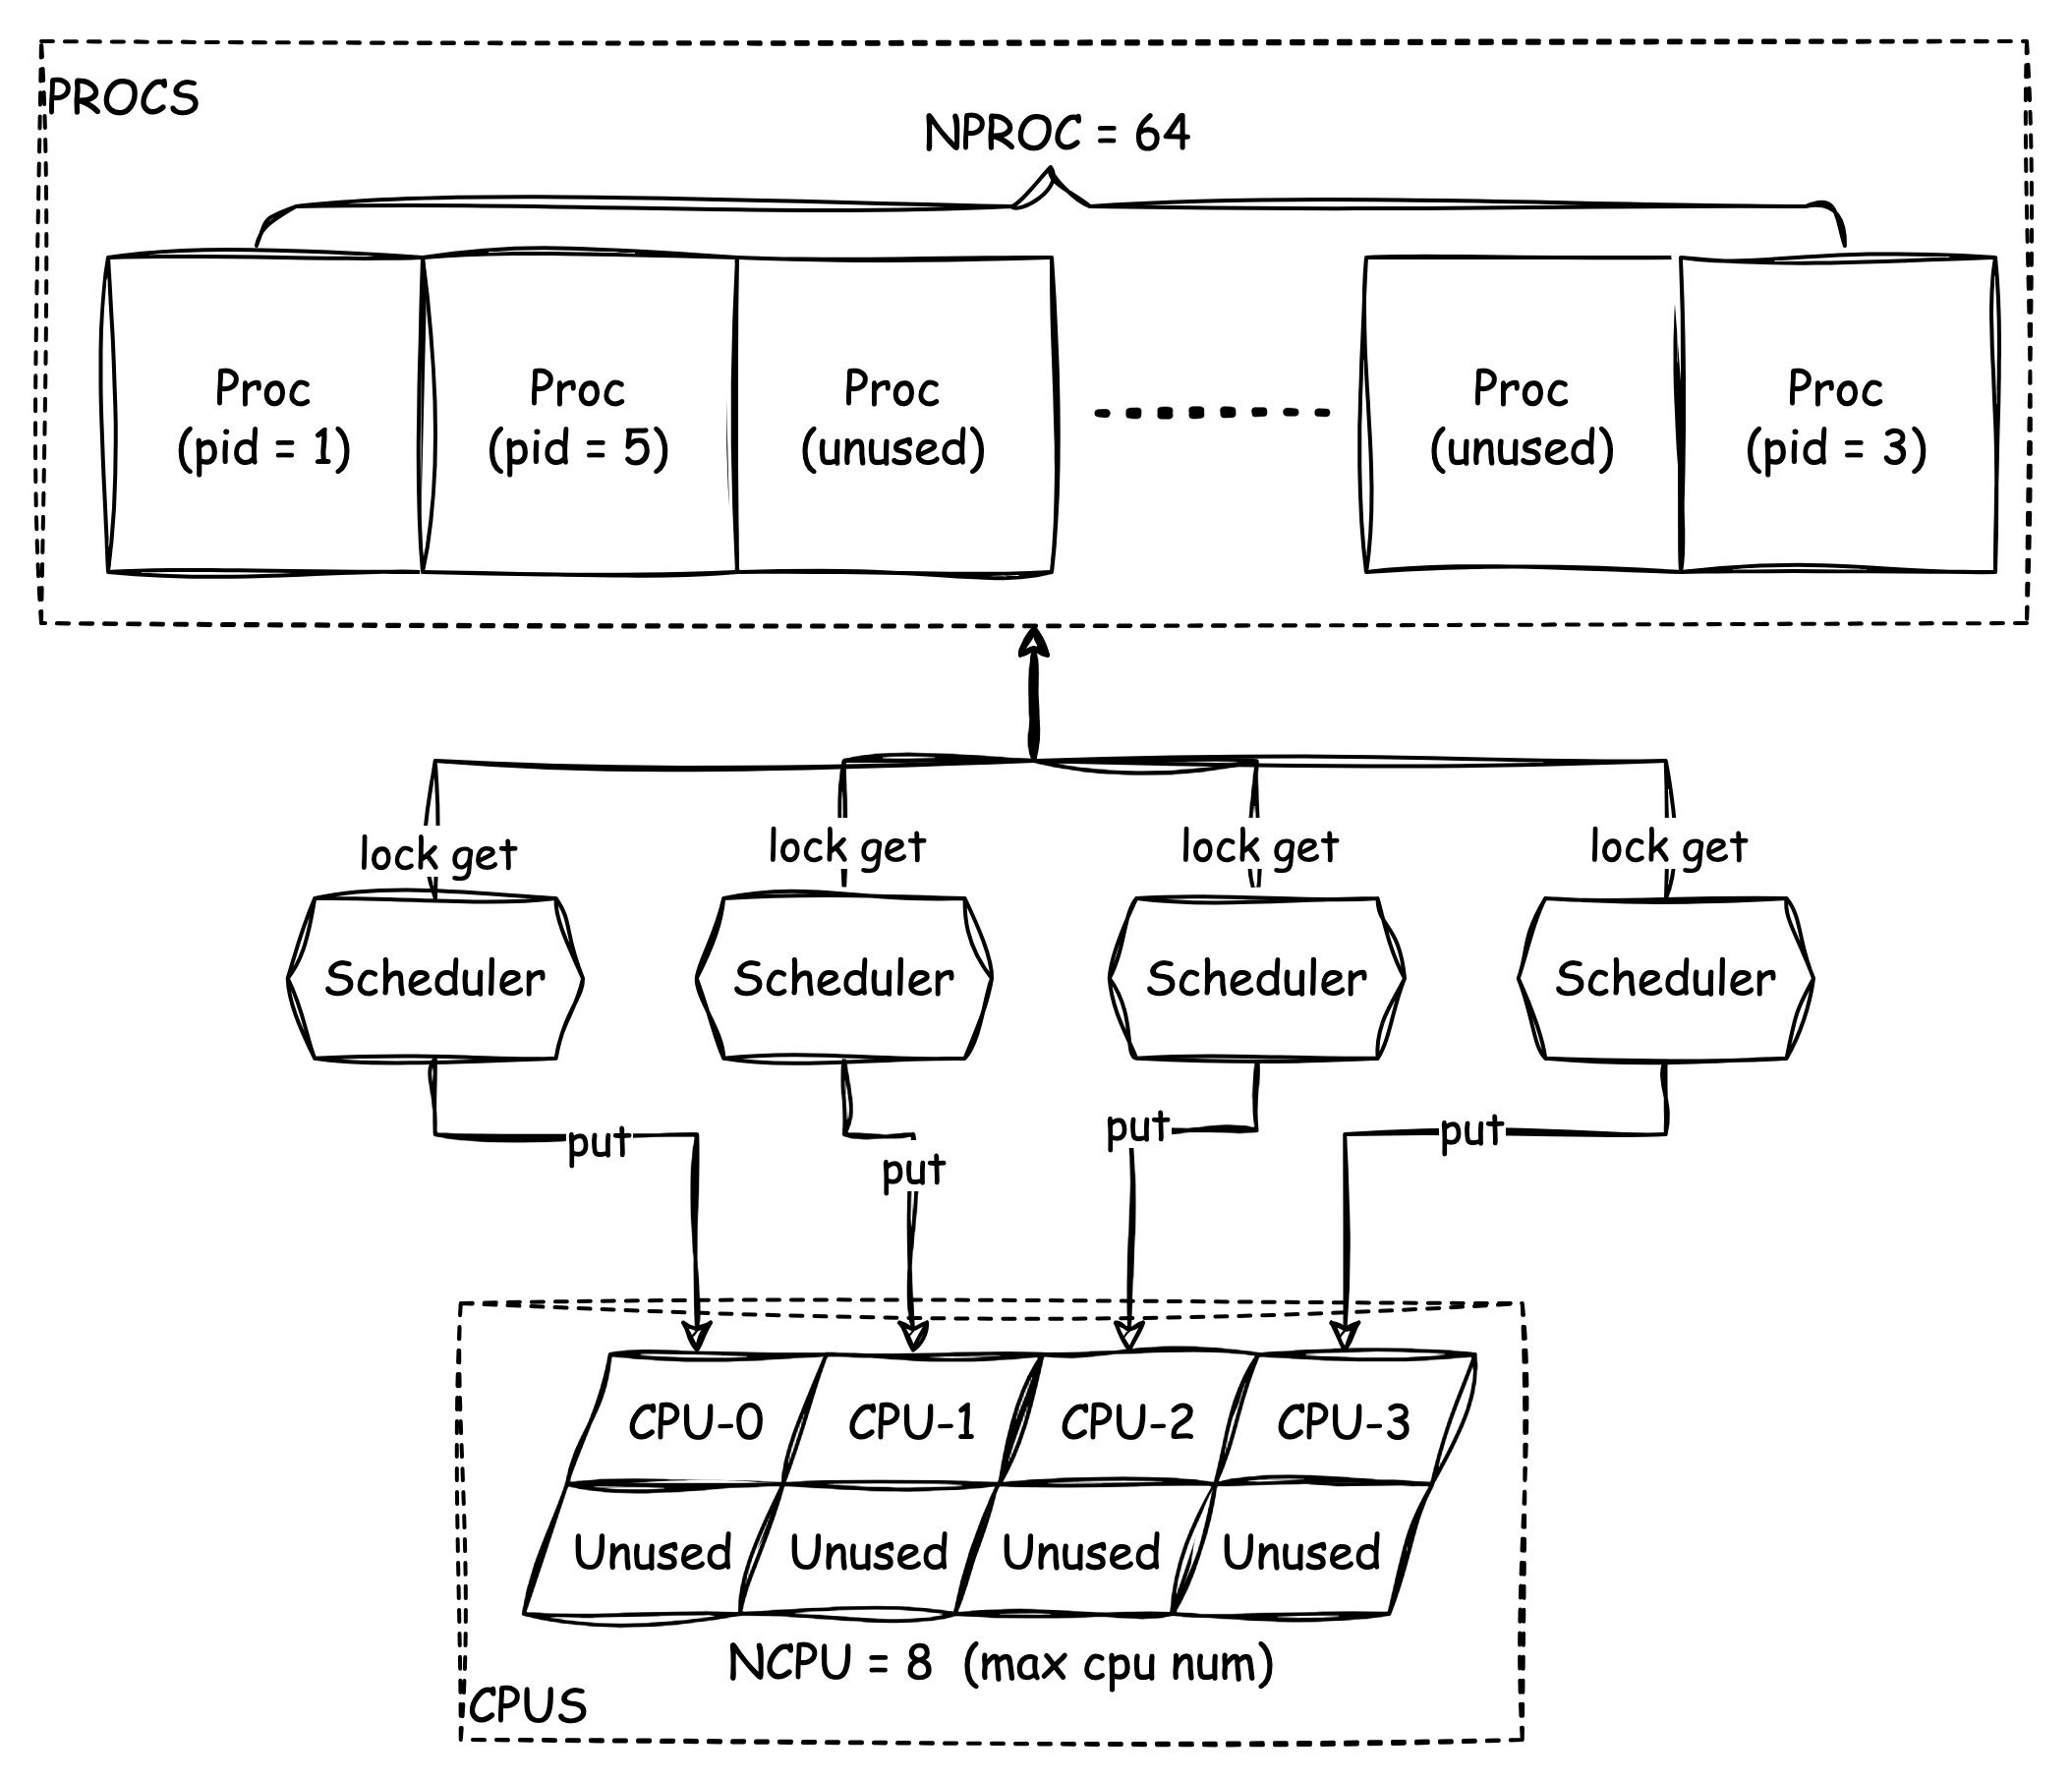 PROCS
NPROC = 64
Proc
(pid = 1)
Proc
(pid = 5)
Proc
(unused)
Proc
(unused)
Proc
(pid = 3)
lock get
lock get
lock get
lock get
Scheduler
Scheduler
Scheduler
Scheduler
put
put
put
put
CPU-0
CPU-1
CPU-2
CPU-3
Unused
Unused
Unused
Unused
NCPU = 8 (max cpu num)
CPUS